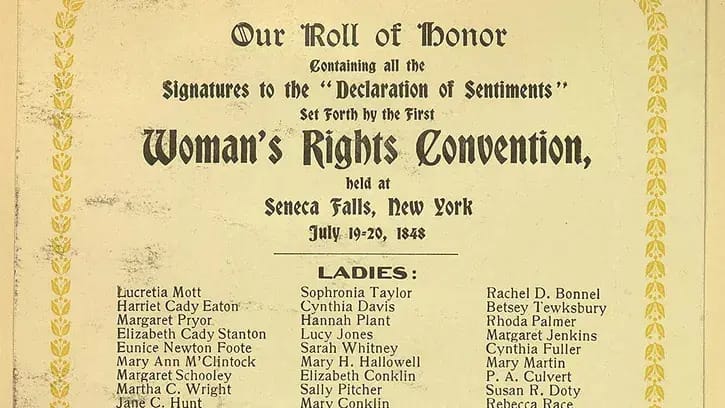 Our Roll of Honor
Containing all the
Signatures to the "Declaration of Sentiments"
Set Forth by the First
Woman's Rights Convention,
held at
Seneca Falls, New York
July 19-20, 1848
LADIES:
Lucretia Mott
Harriet Cady Eaton
Margaret Pryor
Elizabeth Cady Stanton
Eunice Newton Foote
Mary Ann M'Clintock
Margaret Schooley
Martha C. Wright
Jane C. Hunt
Sophronia Taylor
Cynthia Davis
Hannah Plant
Lucy Jones
Sarah Whitney
Mary H. Hallowell
Elizabeth Conklin
Sally Pitcher
Mary Conklin
Rachel D. Bonnel
Betsey Tewksbury
Rhoda Palmer
Margaret Jenkins
Cynthia Fuller
Mary Martin
P. A. Culvert
Susan R. Doty
Rebecca Race